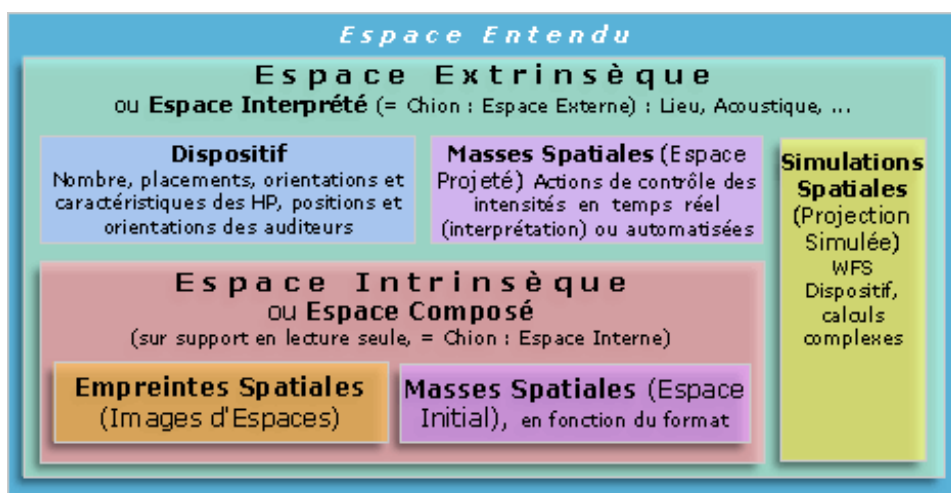 Espace Entendu
Espace Extrinsèque
ou Espace Interprété (= Chion : Espace Externe) : Lieu, Acoustique, ...
Dispositif
Nombre, placements, orientations et
caractéristiques des HP, positions et
orientations des auditeurs
Masses Spatiales (Espace
Projeté) Actions de contrôle des
intensités en temps réel
(interprétation) ou automatisées
Simulations
Spatiales
(Projection
Simulée)
WFS
Dispositif,
calculs
complexes
Espace Intrinsèque
ou Espace Composé
(sur support en lecture seule, = Chion : Espace Interne)
Empreintes Spatiales
(Images d'Espaces)
Masses Spatiales (Espace
Initial), en fonction du format